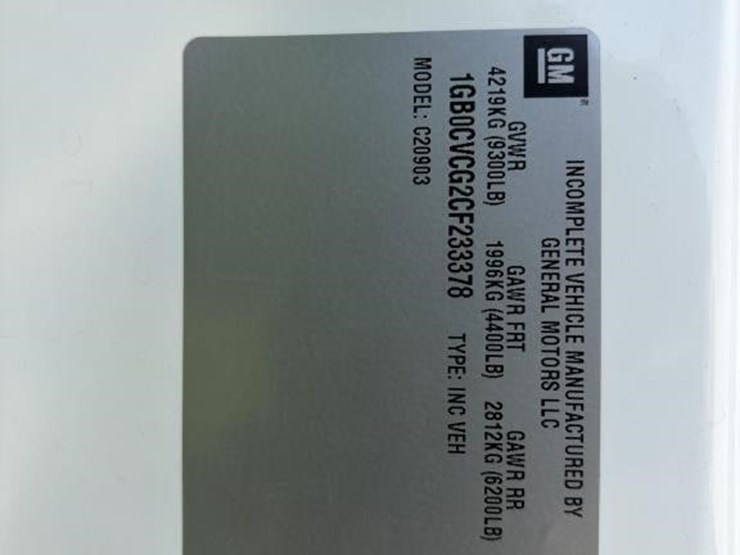 GM
INCOMPLETE VEHICLE MANUFACTURED BY
GENERAL MOTORS LLC
GVWR GAWR FRT GAWR RR
4219KG (9300LB) 1996KG (4400LB) 2812KG (6200LB)
1GB0CVCG2CF233378 TYPE: INC VEH
MODEL: C20903